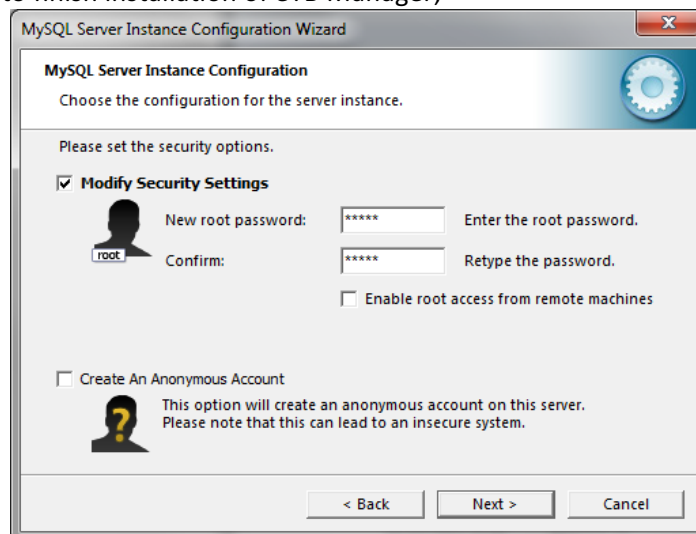 MySQL Server Instance Configuration Wizard
MySQL Server Instance Configuration
Choose the configuration for the server instance.
Please set the security options.
Modify Security Settings
New root password: ***** Enter the root password.
root
Confirm: ***** Retype the password.
Enable root access from remote machines
Create An Anonymous Account
This option will create an anonymous account on this server.
Please note that this can lead to an insecure system.
< Back Next > Cancel